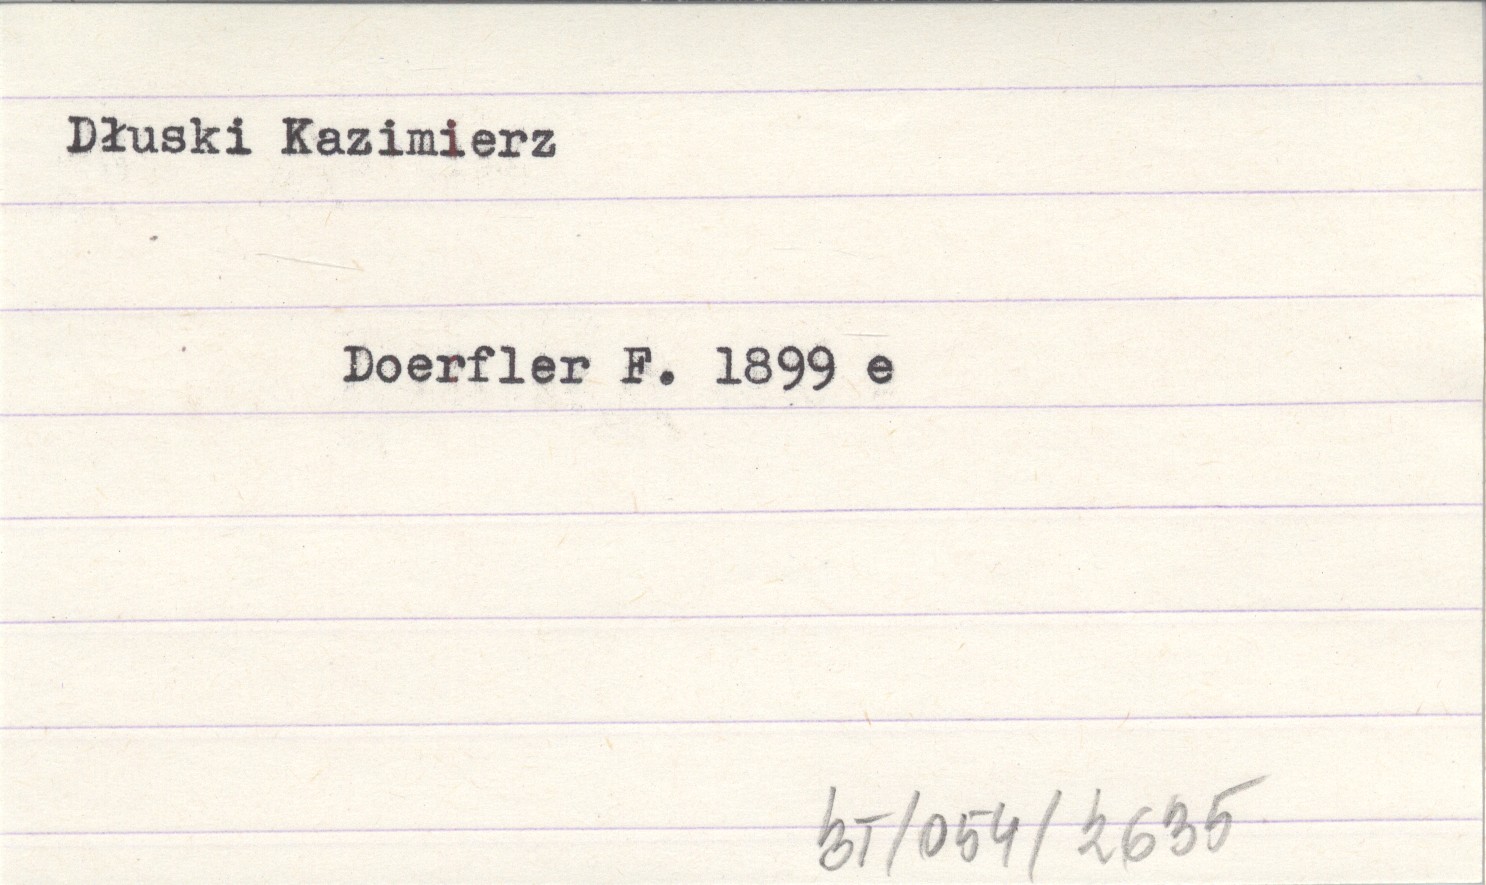 Dłuski Kazimierz
Doerfler F. 1899 e
BT/054/2635